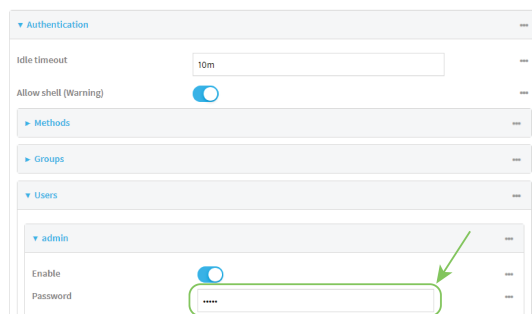 Authentication
Idle timeout
10m
Allow shell (Warning)
Methods
Groups
Users
admin
Enable
Password
•••••